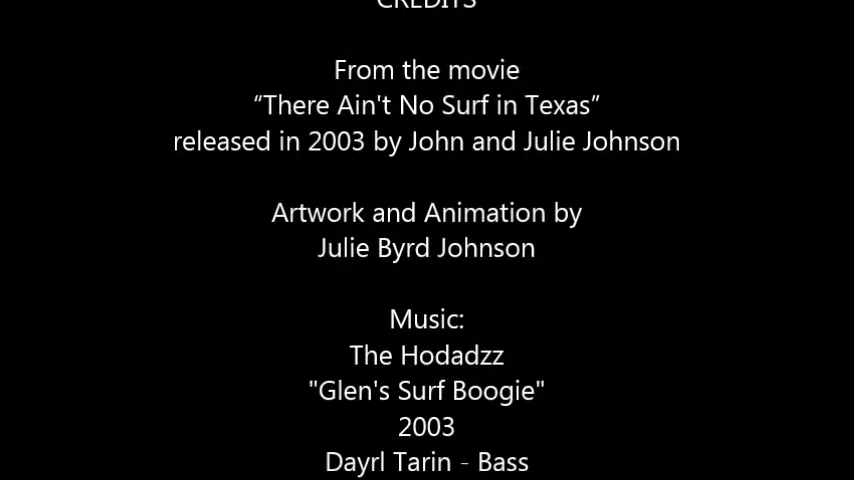 CREDITS
From the movie
“There Ain't No Surf in Texas”
released in 2003 by John and Julie Johnson
Artwork and Animation by
Julie Byrd Johnson
Music:
The Hodadzz
"Glen's Surf Boogie"
2003
Dayrl Tarin - Bass